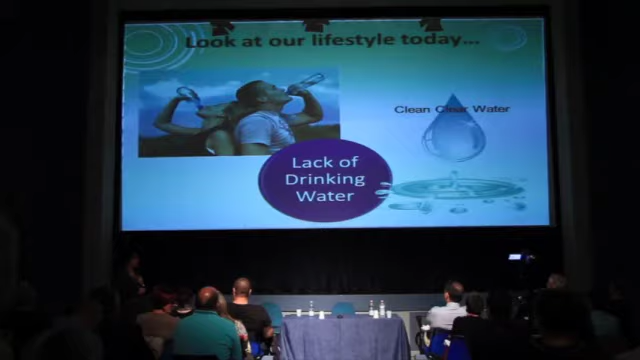 Look at our lifestyle today...
Clean Clear Water
Lack of
Drinking
Water